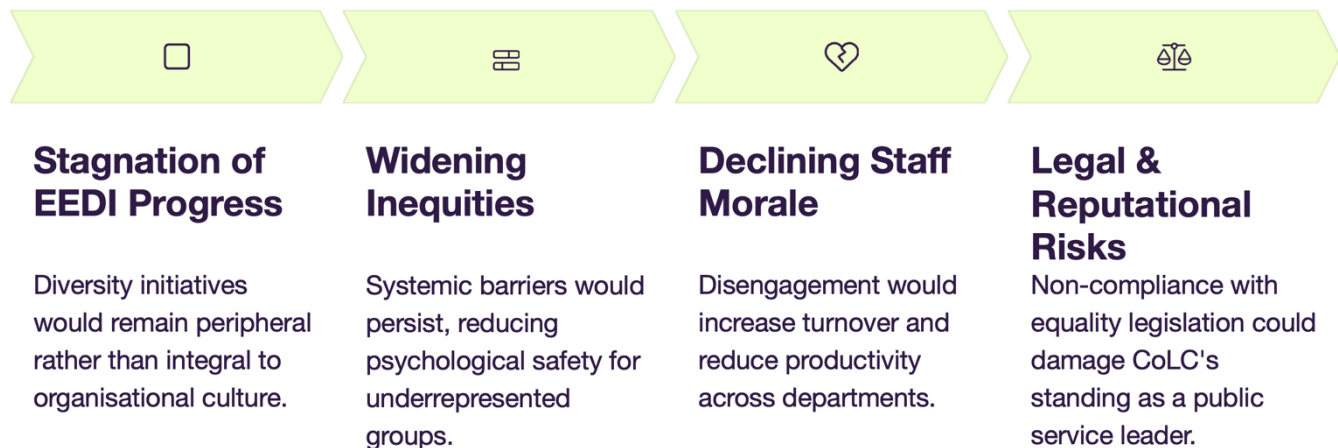 Stagnation of
EEDI Progress
Diversity initiatives
would remain peripheral
rather than integral to
organisational culture.
Widening
Inequities
Systemic barriers would
persist, reducing
psychological safety for
underrepresented
groups.
Declining Staff
Morale
Disengagement would
increase turnover and
reduce productivity
across departments.
Legal &
Reputational
Risks
Non-compliance with
equality legislation could
damage CoLC's
standing as a public
service leader.